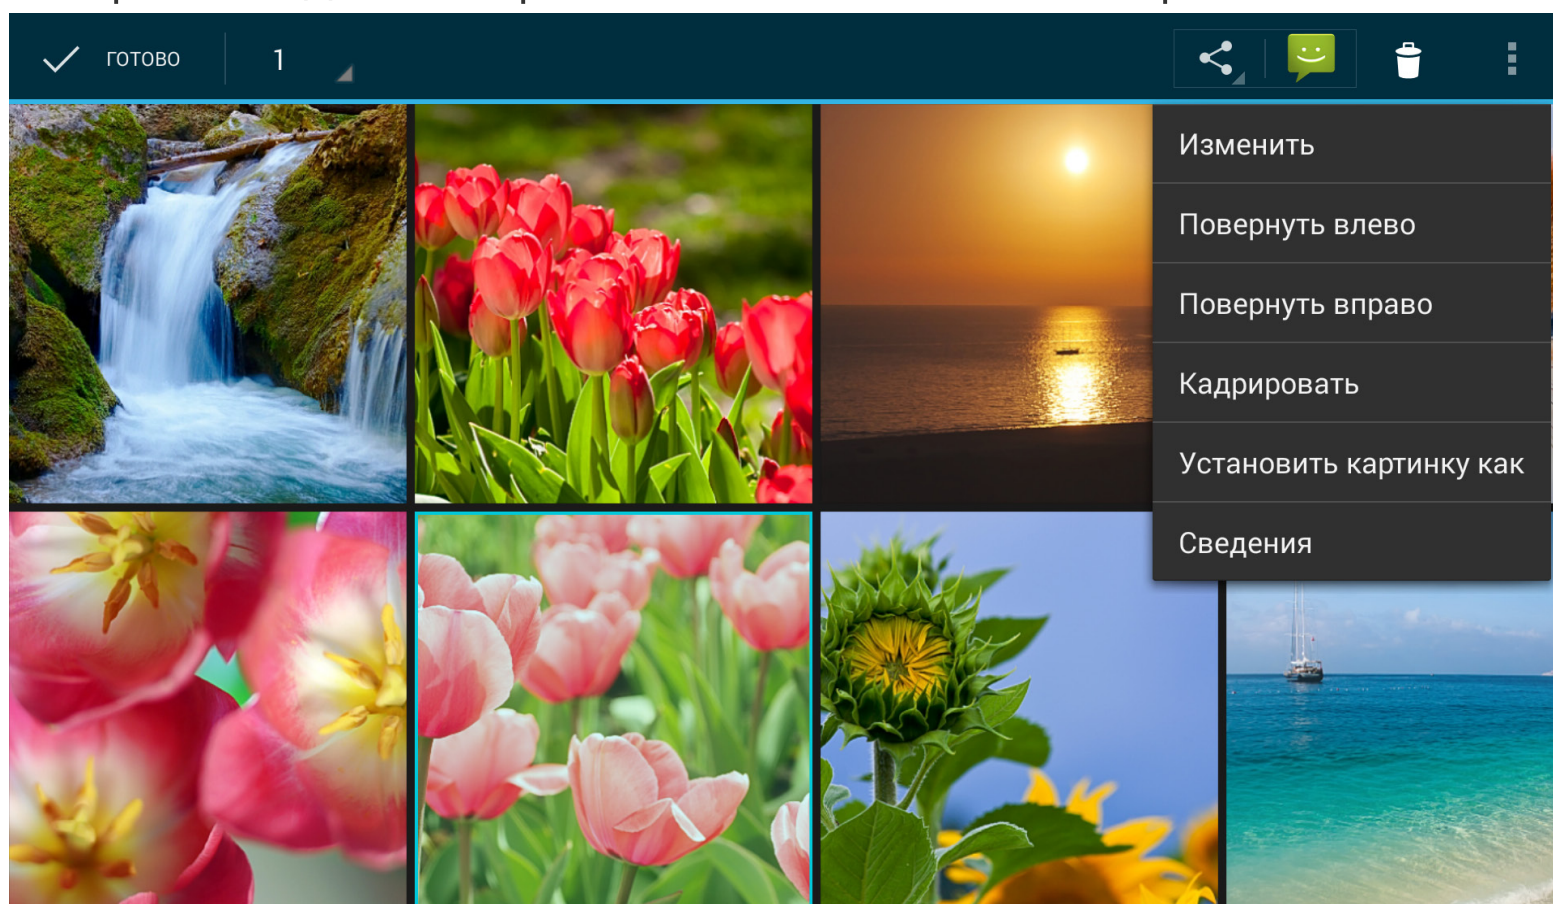 ГОТОВО
1
Изменить
Повернуть влево
Повернуть вправо
Кадрировать
Установить картинку как
Сведения